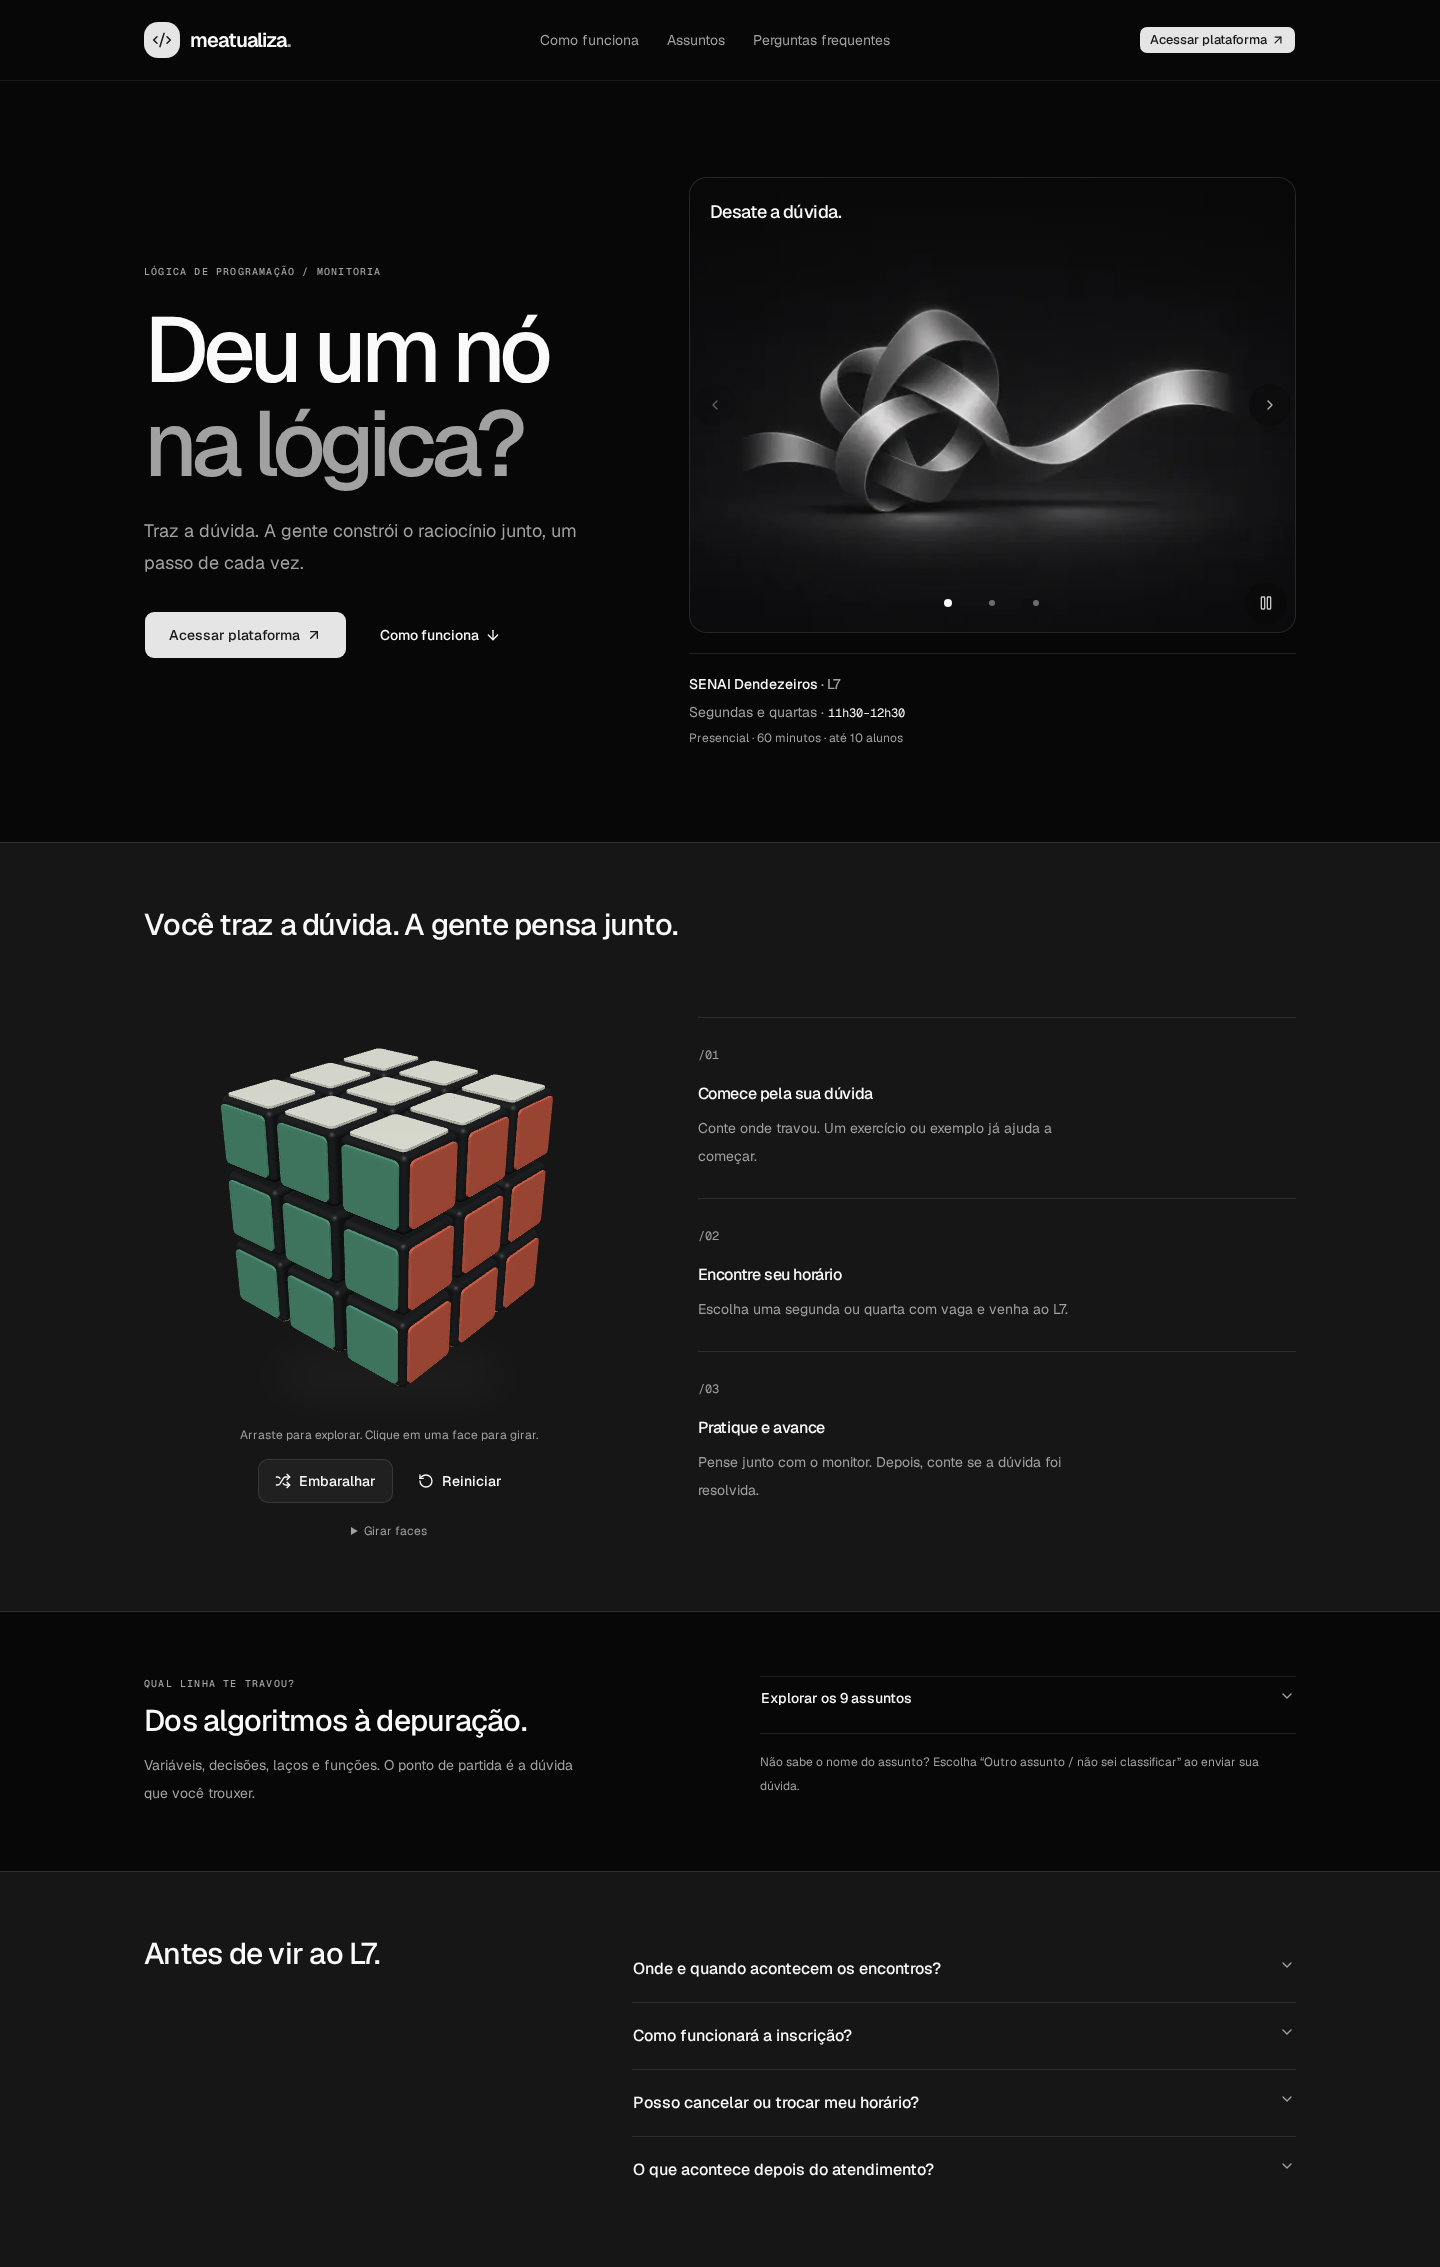 meatualiza.
Como funciona
Assuntos
Perguntas frequentes
Acessar plataforma
LÓGICA DE PROGRAMAÇÃO / MONITORIA
Deu um nó
na lógica?
Traz a dúvida. A gente constrói o raciocínio junto, um
passo de cada vez.
Acessar plataforma
Como funciona
Desate a dúvida.
SENAI Dendezeiros · L7
Segundas e quartas · 11h30–12h30
Presencial · 60 minutos · até 10 alunos
Você traz a dúvida. A gente pensa junto.
Arraste para explorar. Clique em uma face para girar.
Embaralhar
Reiniciar
Girar faces
/01
Comece pela sua dúvida
Conte onde travou. Um exercício ou exemplo já ajuda a
começar.
/02
Encontre seu horário
Escolha uma segunda ou quarta com vaga e venha ao L7.
/03
Pratique e avance
Pense junto com o monitor. Depois, conte se a dúvida foi
resolvida.
QUAL LINHA TE TRAVOU?
Dos algoritmos à depuração.
Variáveis, decisões, laços e funções. O ponto de partida é a dúvida
que você trouxer.
Explorar os 9 assuntos
Não sabe o nome do assunto? Escolha “Outro assunto / não sei classificar” ao enviar sua
dúvida.
Antes de vir ao L7.
Onde e quando acontecem os encontros?
Como funcionará a inscrição?
Posso cancelar ou trocar meu horário?
O que acontece depois do atendimento?